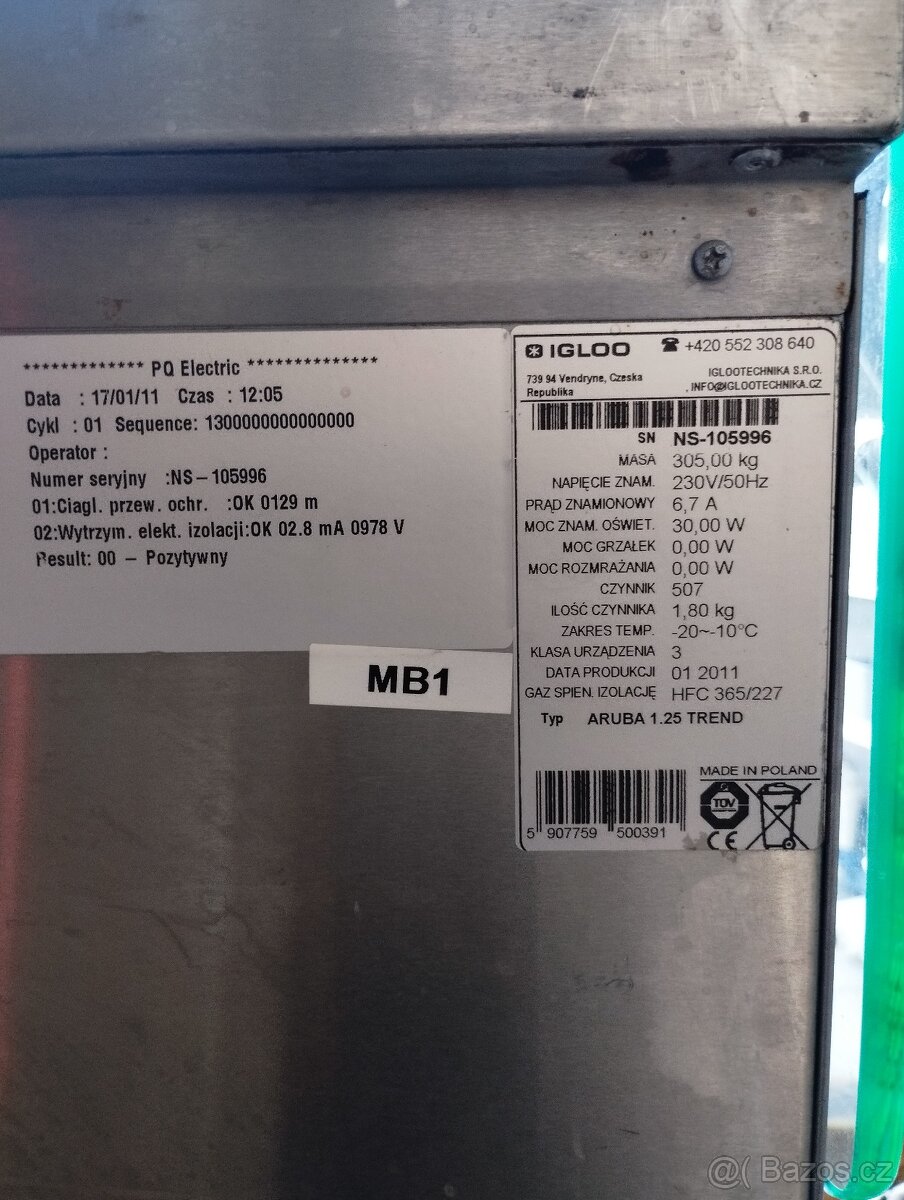 ************* PQ Electric **************
Data : 17/01/11 Czas : 12:05
Cykl : 01 Sequence: 1300000000000000
Operator :
Numer seryjny :NS – 105996
01:Ciagl. przew. ochr. :OK 0129 m
02:Wytrzym. elekt. izolacji:OK 02.8 mA 0978 V
Result: 00 – Pozytywny
MB1
IGLOO ☎ +420 552 308 640
739 94 Vendryne, Czeska
Republika
IGLOOTECHNIKA S.R.O.
, INFO@IGLOOTECHNIKA.CZ
SN NS-105996
MASA 305,00 kg
NAPIĘCIE ZNAM. 230V/50Hz
PRĄD ZNAMIONOWY 6,7 A
MOC ZNAM. OŚWIET. 30,00 W
MOC GRZAŁEK 0,00 W
MOC ROZMRAŻANIA 0,00 W
CZYNNIK 507
ILOŚĆ CZYNNIKA 1,80 kg
ZAKRES TEMP. -20~-10°C
KLASA URZĄDZENIA 3
DATA PRODUKCJI 01 2011
GAZ SPIEN. IZOLACJĘ HFC 365/227
Typ ARUBA 1.25 TREND
MADE IN POLAND
TÜV
CE
5 907759 500391
@( Bazos.cz